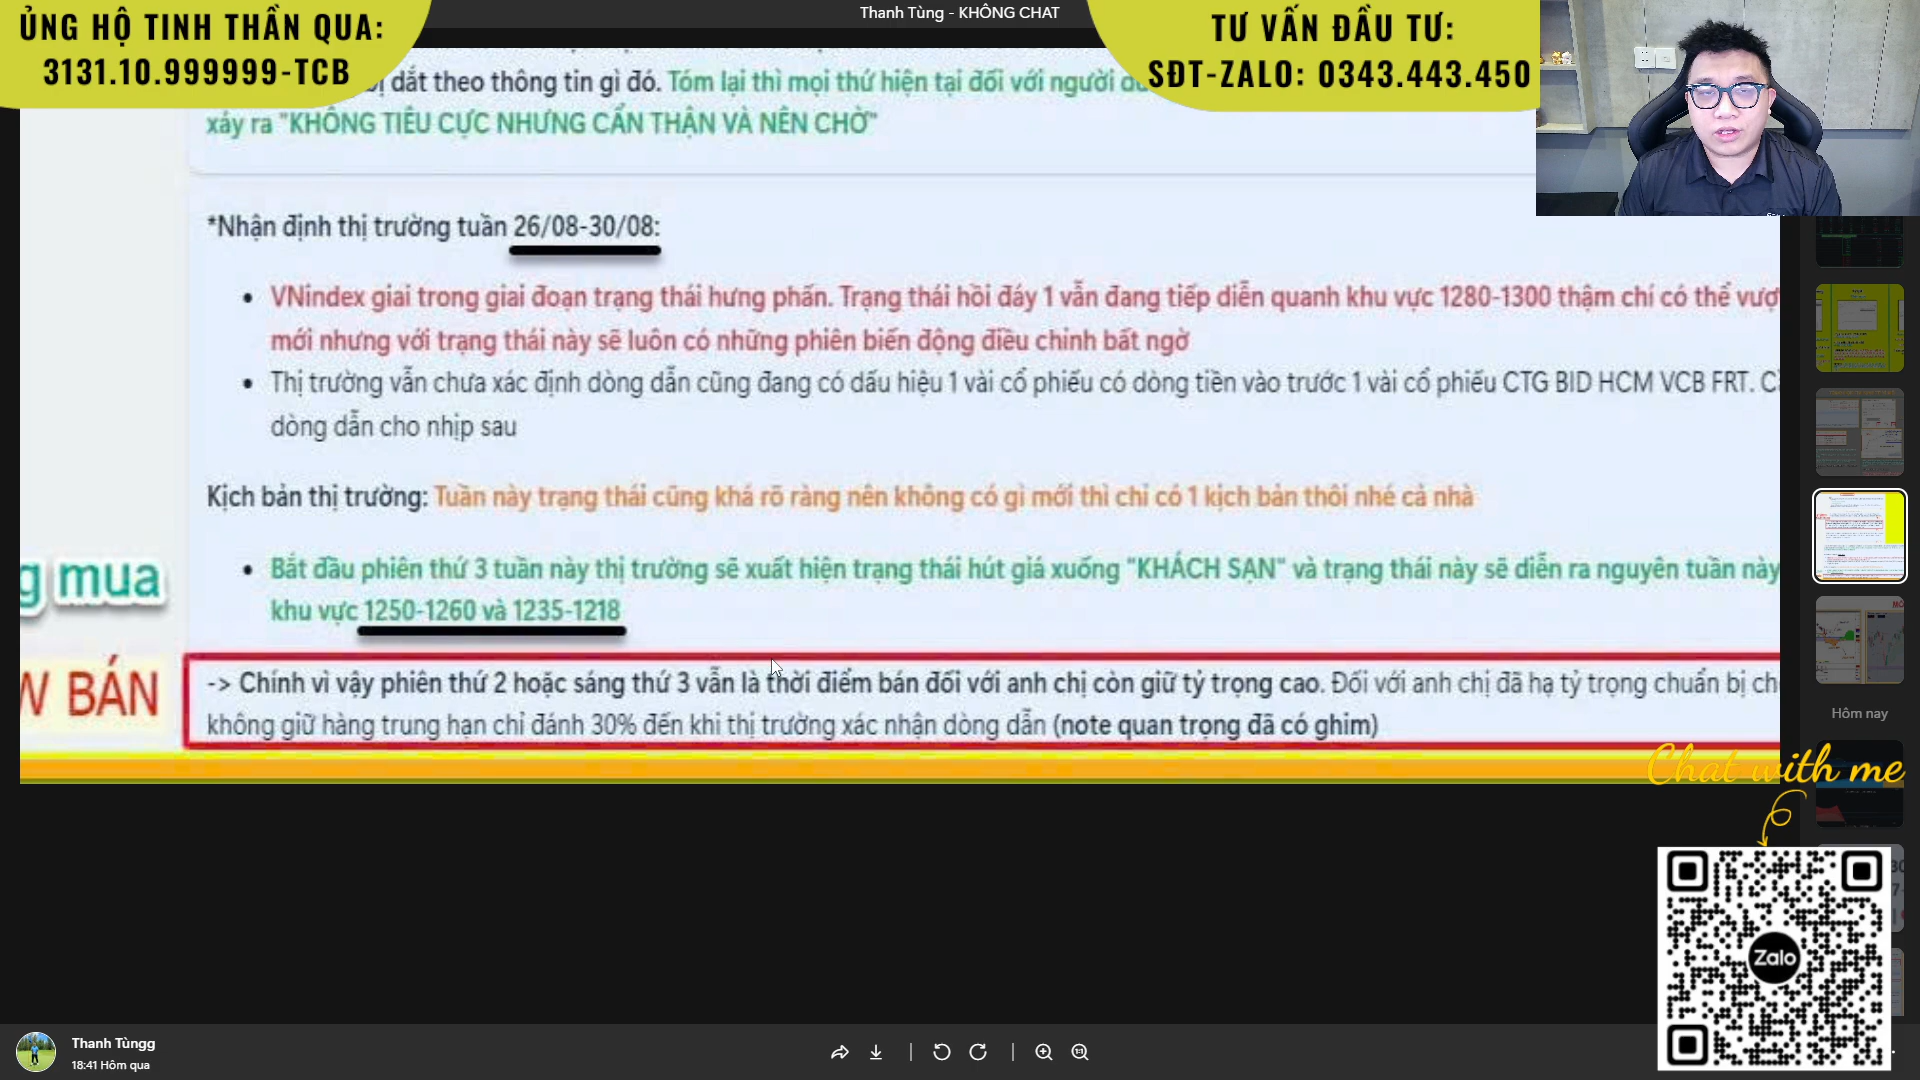 ỦNG HỘ TINH THẦN QUA:
3131.10.999999-TCB
Thanh Tùng - KHÔNG CHAT
TƯ VẤN ĐẦU TƯ:
SĐT-ZALO: 0343.443.450
dắt theo thông tin gì đó. Tóm lại thì mọi thứ hiện tại đối với người
xảy ra "KHÔNG TIÊU CỰC NHƯNG CẨN THẬN VÀ NÊN CHỜ"
*Nhận định thị trường tuần 26/08-30/08:
• VNindex giai trong giai đoạn trạng thái hưng phấn. Trạng thái hồi đáy 1 vẫn đang tiếp diễn quanh khu vực 1280-1300 thậm chí có thể
mới nhưng với trạng thái này sẽ luôn có những phiên biến động điều chỉnh bất ngờ
• Thị trường vẫn chưa xác định dòng dẫn cũng đang có dấu hiệu 1 vài cổ phiếu có dòng tiền vào trước 1 vài cổ phiếu CTG BID HCM VCB FRT.
dòng dẫn cho nhịp sau
Kịch bản thị trường: Tuần này trạng thái cũng khá rõ ràng nên không có gì mới thì chỉ có 1 kịch bản thôi nhé cả nhà
• Bắt đầu phiên thứ 3 tuần này thị trường sẽ xuất hiện trạng thái hút giá xuống "KHÁCH SẠN" và trạng thái này sẽ diễn ra nguyên tuần này
khu vực 1250-1260 và 1235-1218
g mua
BÁN
-> Chính vì vậy phiên thứ 2 hoặc sáng thứ 3 vẫn là thời điểm bán đối với anh chị còn giữ tỷ trọng cao. Đối với anh chị đã hạ tỷ trọng chuẩn bị
không giữ hàng trung hạn chỉ đánh 30% đến khi thị trường xác nhận dòng dẫn (note quan trọng đã có ghim)
Hôm nay
Chat with me
Zalo
Thanh Tùngg
18:41 Hôm qua